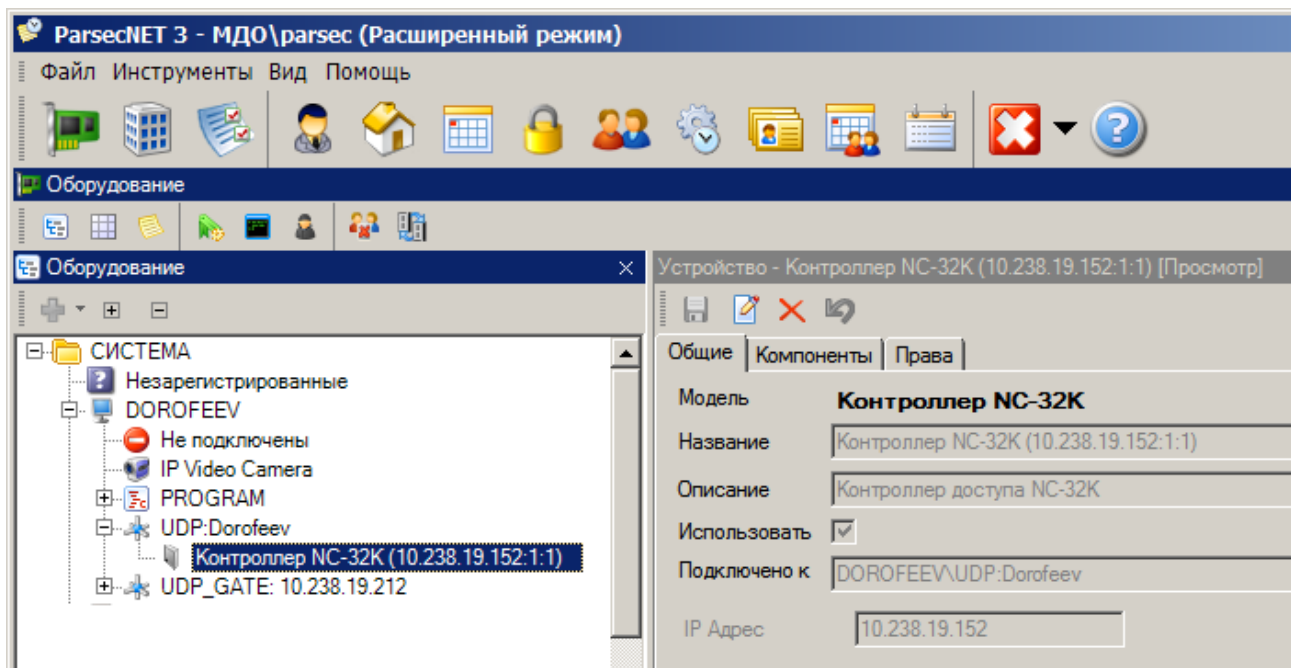 ParsecNET 3 - МДО\parsec (Расширенный режим)
Файл Инструменты Вид Помощь
Оборудование
Оборудование
Устройство - Контроллер NC-32K (10.238.19.152:1:1) [Просмотр]
СИСТЕМА
Незарегистрированные
DOROFEEV
Не подключены
IP Video Camera
PROGRAM
UDP:Dorofeev
Контроллер NC-32K (10.238.19.152:1:1)
UDP_GATE: 10.238.19.212
Общие Компоненты Права
Модель Контроллер NC-32K
Название Контроллер NC-32K (10.238.19.152:1:1)
Описание Контроллер доступа NC-32K
Использовать
Подключено к DOROFEEV\UDP:Dorofeev
IP Адрес 10.238.19.152